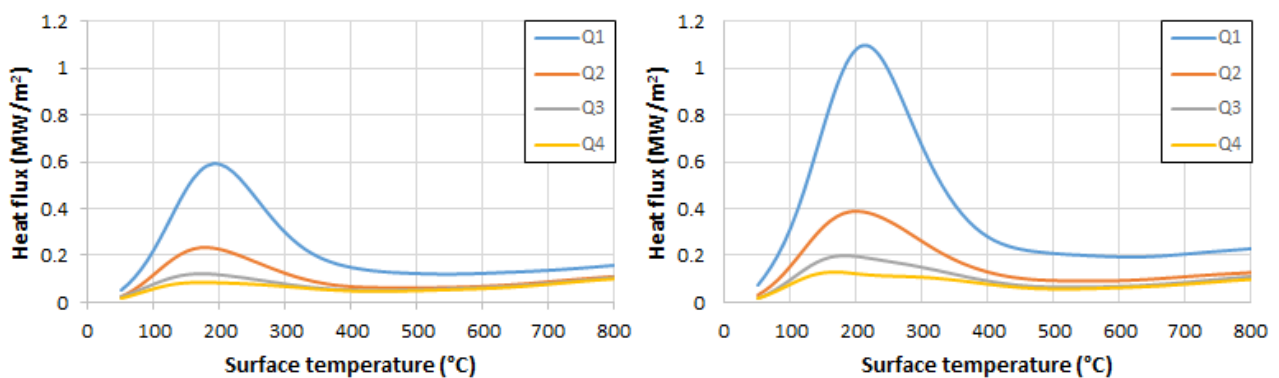 Heat flux (MW/m²)
1.2
1
0.8
0.6
0.4
0.2
0
0 100 200 300 400 500 600 700 800
Surface temperature (°C)
Q1
Q2
Q3
Q4
Heat flux (MW/m²)
1.2
1
0.8
0.6
0.4
0.2
0
0 100 200 300 400 500 600 700 800
Surface temperature (°C)
Q1
Q2
Q3
Q4